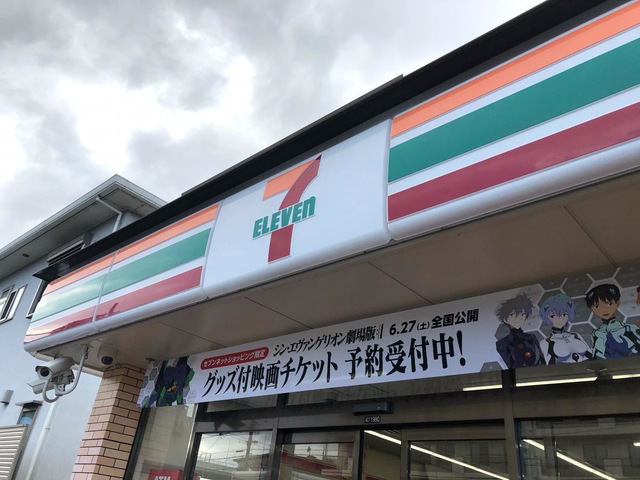 7
ELEVEN
セブンネットショッピング限定
シン・エヴァンゲリオン劇場版:|| 6.27(土)全国公開
グッズ付映画チケット 予約受付中!
ATM